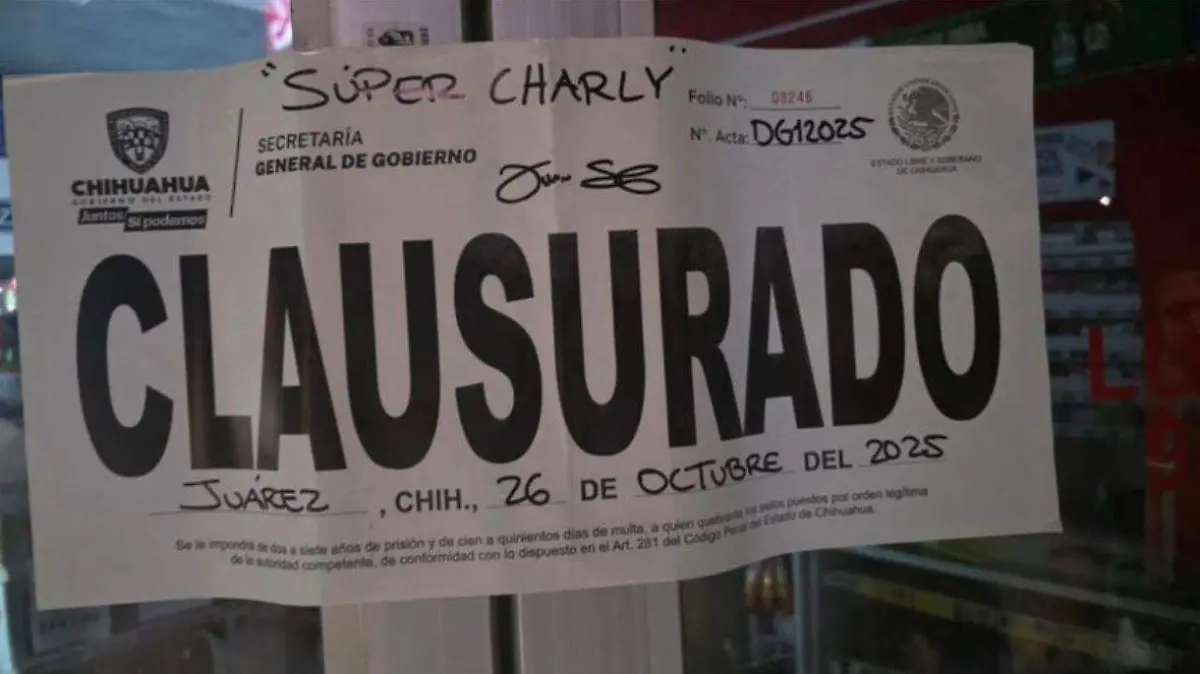 "SÚPER CHARLY"
Folio N°: 08246
N°. Acta: DG12025
CHIHUAHUA
GOBIERNO DEL ESTADO
Juntos Sí podemos
SECRETARÍA
GENERAL DE GOBIERNO
ESTADO LIBRE Y SOBERANO
DE CHIHUAHUA
CLAUSURADO
JUÁREZ, CHIH., 26 DE OCTUBRE DEL 2025
Se le impondrá de dos a siete años de prisión y de cien a quinientos días de multa, a quien quebrante los sellos puestos por orden legítima
de la autoridad competente, de conformidad con lo dispuesto en el Art. 281 del Código Penal del Estado de Chihuahua.